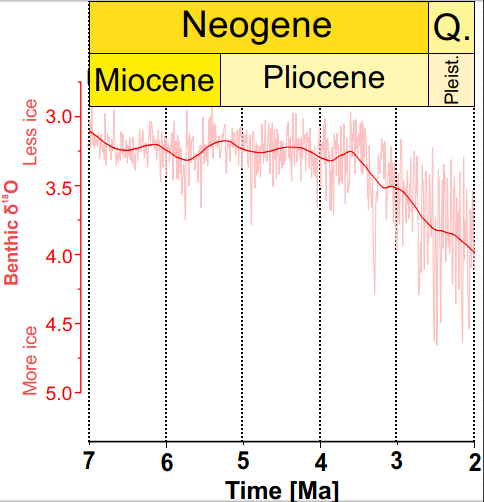 Neogene
Q.
Miocene
Pliocene
Pleist.
Less ice
More ice
Benthic δ¹⁸O
3.0
3.5
4.0
4.5
5.0
7 6 5 4 3 2
Time [Ma]